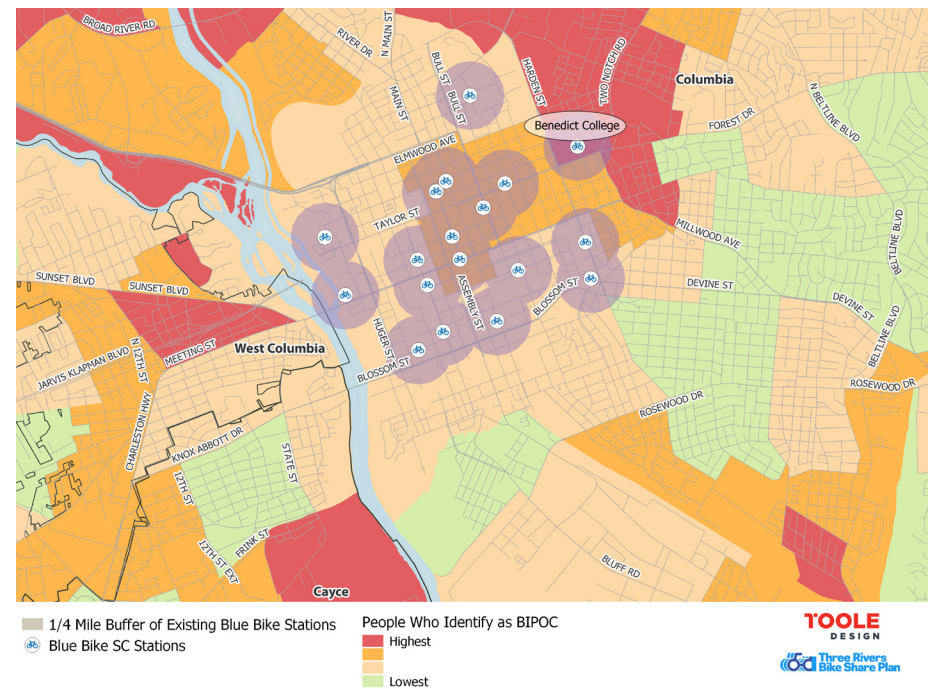 BROAD RIVER RD
RIVER DR
N MAIN ST
MAIN ST
BULL ST
BULL ST
HARDEN ST
TWO NOTCH RD
Columbia
N BELTLINE BLVD
FOREST DR
Benedict College
ELMWOOD AVE
TAYLOR ST
MILLWOOD AVE
BELTLINE BLVD
SUNSET BLVD
SUNSET BLVD
ASSEMBLY ST
BLOSSOM ST
DEVINE ST
DEVINE ST
HUGER ST
BELTLINE BLVD
N 12TH ST
MEETING ST
West Columbia
JARVIS KLAPMAN BLVD
BLOSSOM ST
ROSEWOOD DR
ROSEWOOD DR
CHARLESTON HWY
KNOX ABBOTT DR
STATE ST
12TH ST
FRINK ST
12TH ST EXT
BLUFF RD
Cayce
1/4 Mile Buffer of Existing Blue Bike Stations
Blue Bike SC Stations
People Who Identify as BIPOC
Highest
Lowest
TOOLE
DESIGN
Three Rivers
Bike Share Plan